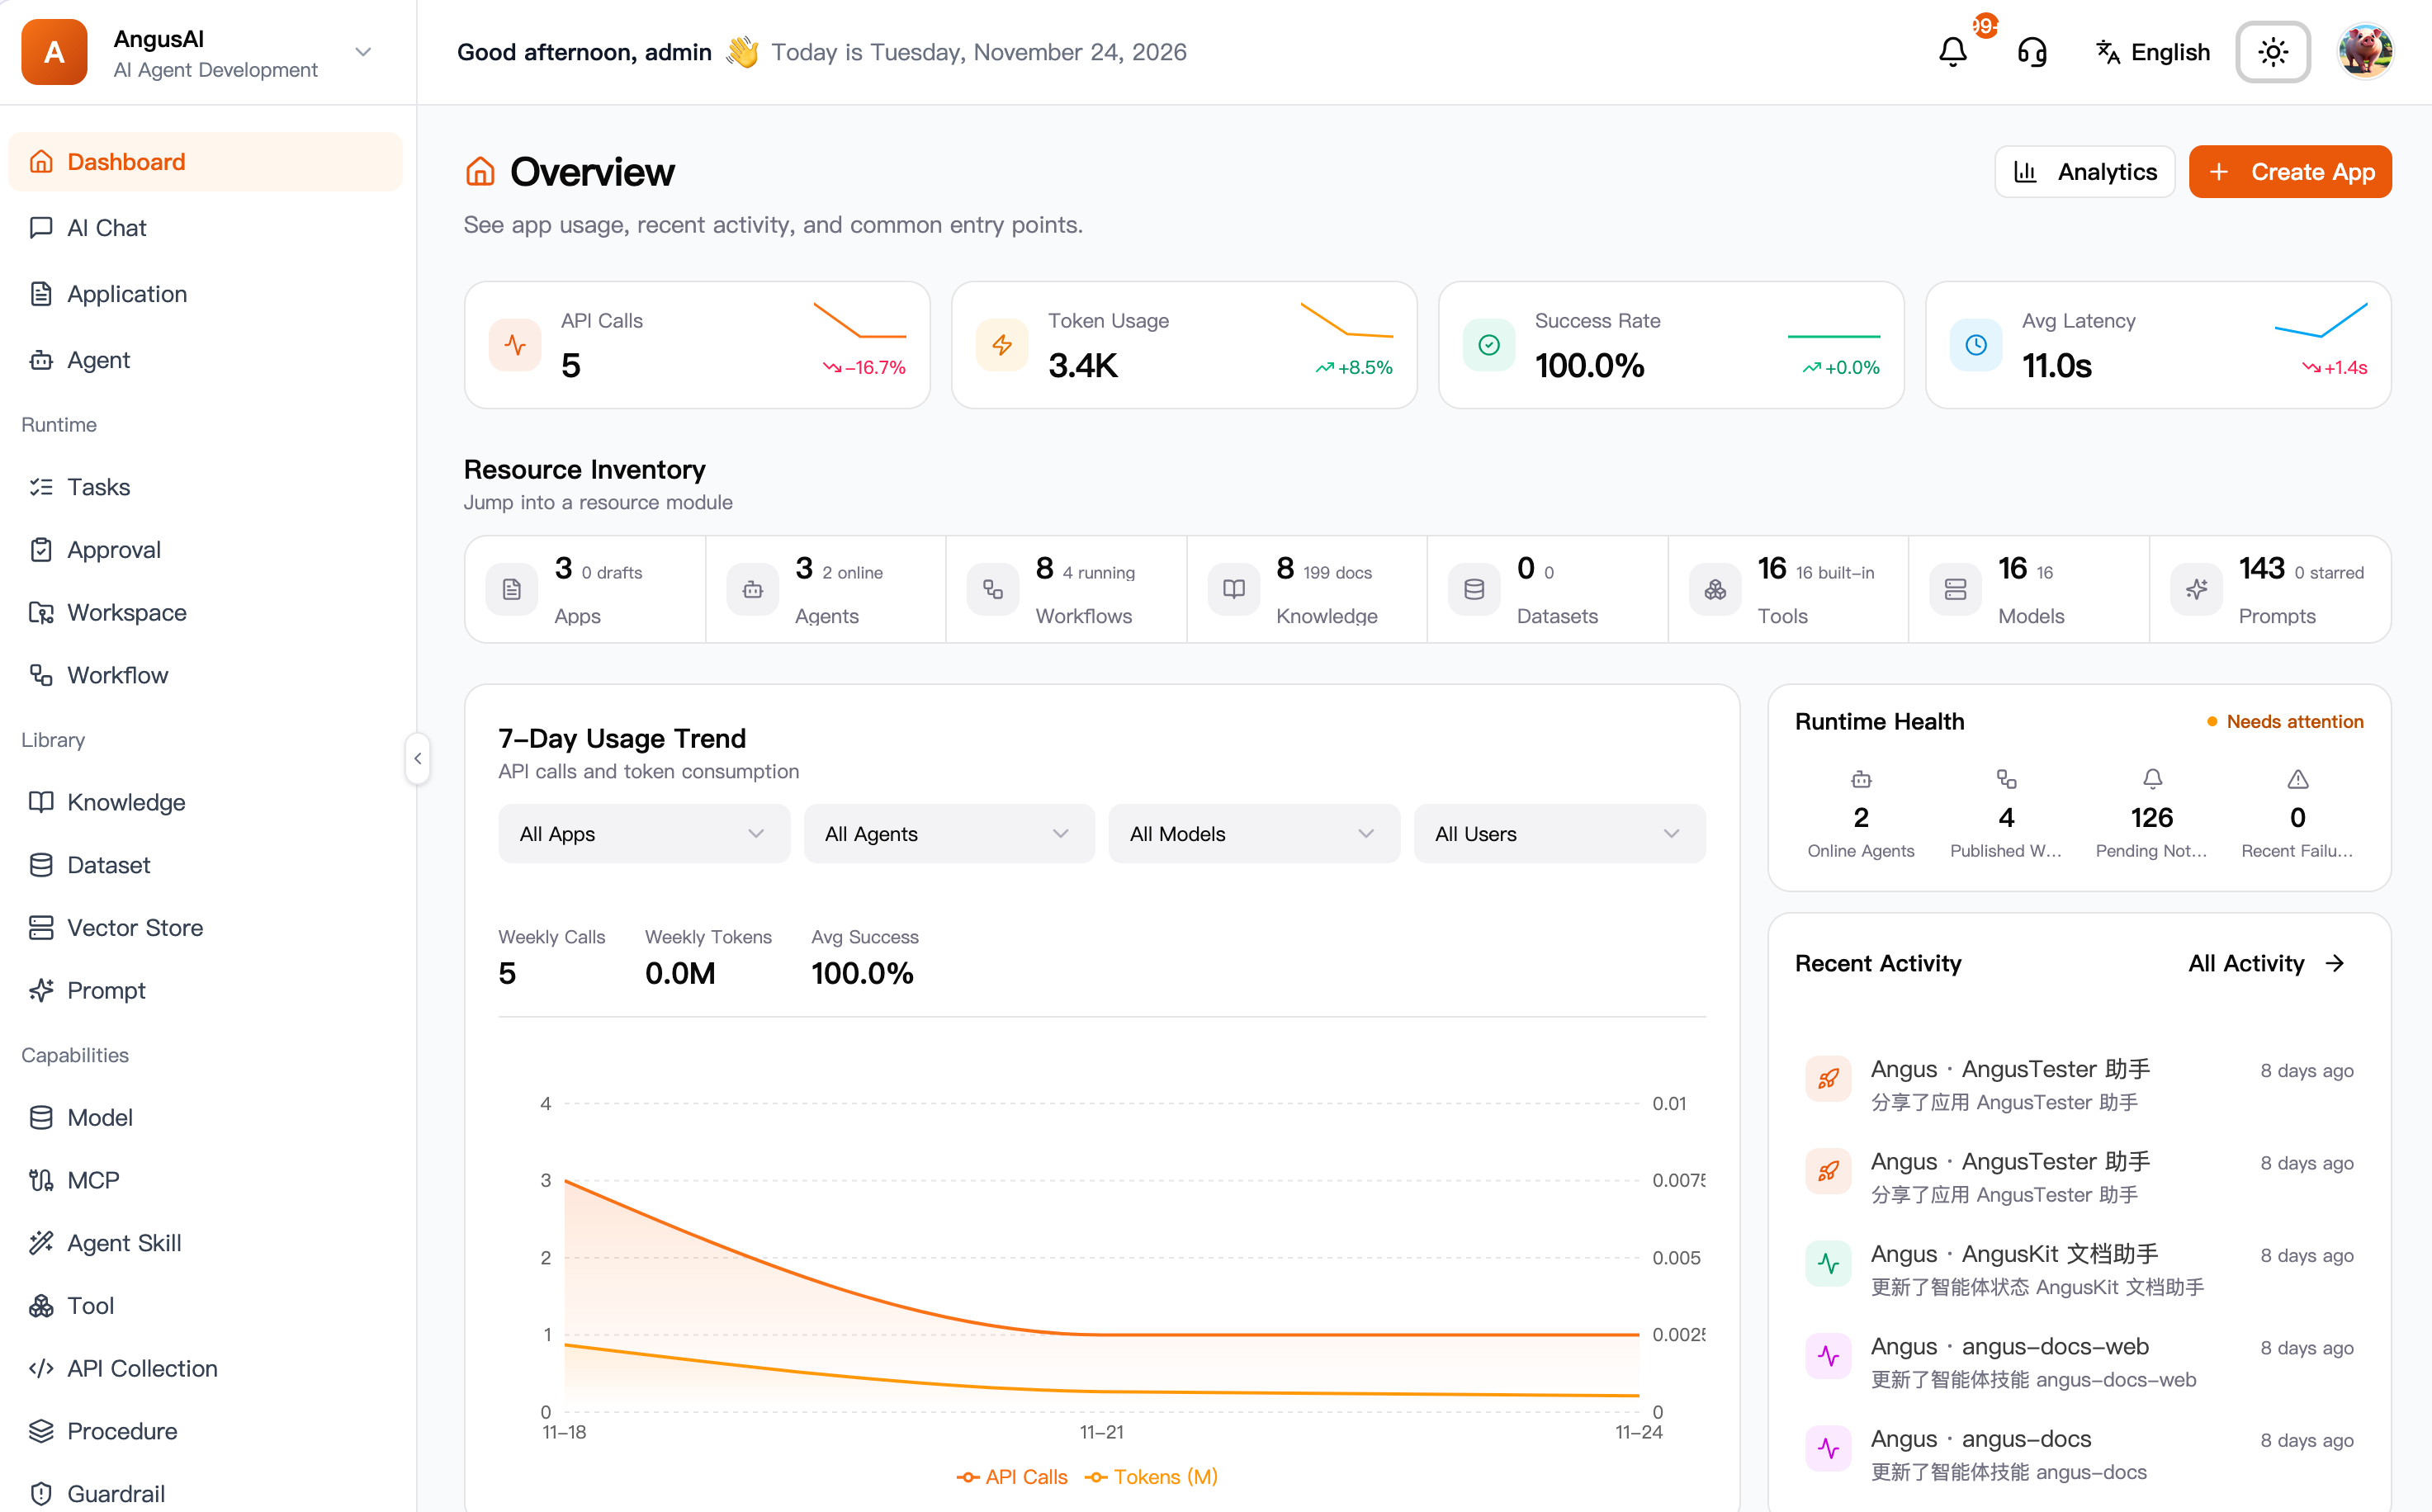 A
AngusAI
AI Agent Development
Good afternoon, admin 👋 Today is Tuesday, November 24, 2026
99+
English
Dashboard
AI Chat
Application
Agent
Runtime
Tasks
Approval
Workspace
Workflow
Library
Knowledge
Dataset
Vector Store
Prompt
Capabilities
Model
MCP
Agent Skill
Tool
API Collection
Procedure
Guardrail
Overview
See app usage, recent activity, and common entry points.
Analytics
Create App
API Calls
5
-16.7%
Token Usage
3.4K
+8.5%
Success Rate
100.0%
+0.0%
Avg Latency
11.0s
+1.4s
Resource Inventory
Jump into a resource module
3 0 drafts
Apps
3 2 online
Agents
8 4 running
Workflows
8 199 docs
Knowledge
0 0
Datasets
16 16 built-in
Tools
16 16
Models
143 0 starred
Prompts
7-Day Usage Trend
API calls and token consumption
All Apps
All Agents
All Models
All Users
Weekly Calls
5
Weekly Tokens
0.0M
Avg Success
100.0%
4
3
2
1
0
0.01
0.0075
0.005
0.0025
0
11-18
11-21
11-24
API Calls
Tokens (M)
Runtime Health
Needs attention
2
Online Agents
4
Published W...
126
Pending Not...
0
Recent Failu...
Recent Activity
All Activity
Angus · AngusTester 助手
8 days ago
分享了应用 AngusTester 助手
Angus · AngusTester 助手
8 days ago
分享了应用 AngusTester 助手
Angus · AngusKit 文档助手
8 days ago
更新了智能体状态 AngusKit 文档助手
Angus · angus-docs-web
8 days ago
更新了智能体技能 angus-docs-web
Angus · angus-docs
8 days ago
更新了智能体技能 angus-docs